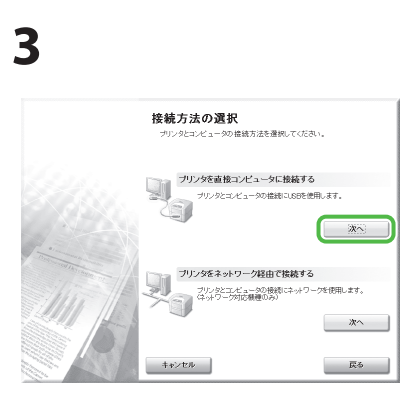 3
接続方法の選択
プリンタとコンピュータの接続方法を選択してください。
プリンタを直接コンピュータに接続する
プリンタとコンピュータの接続にUSBを使用します。
次へ
プリンタをネットワーク経由で接続する
プリンタとコンピュータの接続にネットワークを使用します。
(ネットワーク対応機種のみ)
次へ
キャンセル
戻る